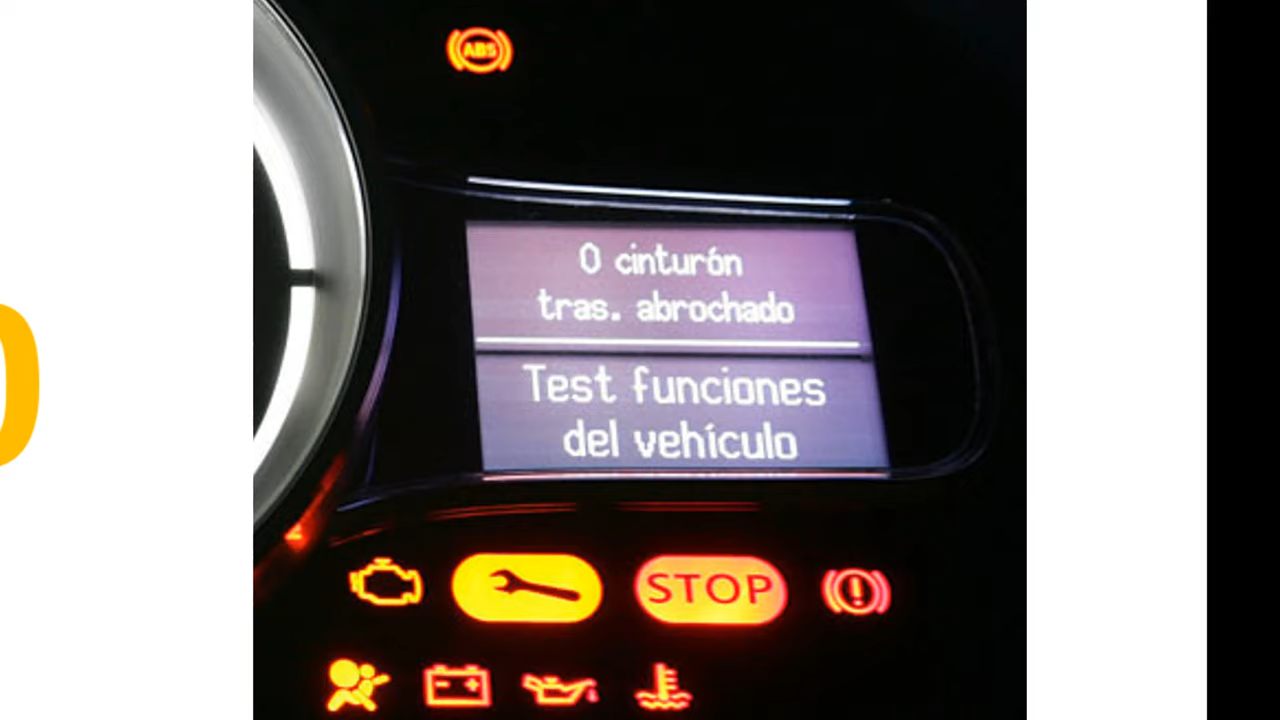 ABS
0 cinturón
tras. abrochado
Test funciones
del vehículo
STOP